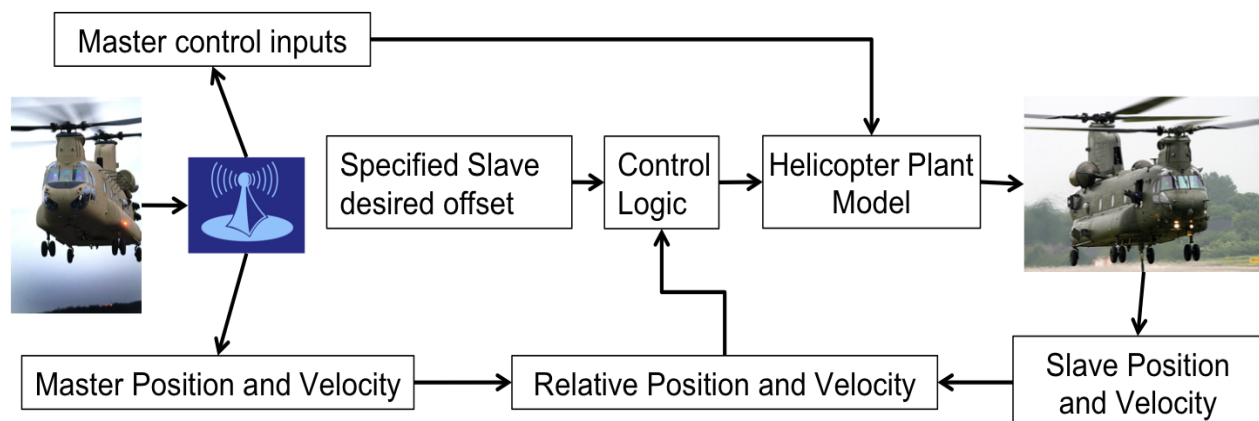 Master control inputs
Specified Slave
desired offset
Control
Logic
Helicopter Plant
Model
Master Position and Velocity
Relative Position and Velocity
Slave Position
and Velocity